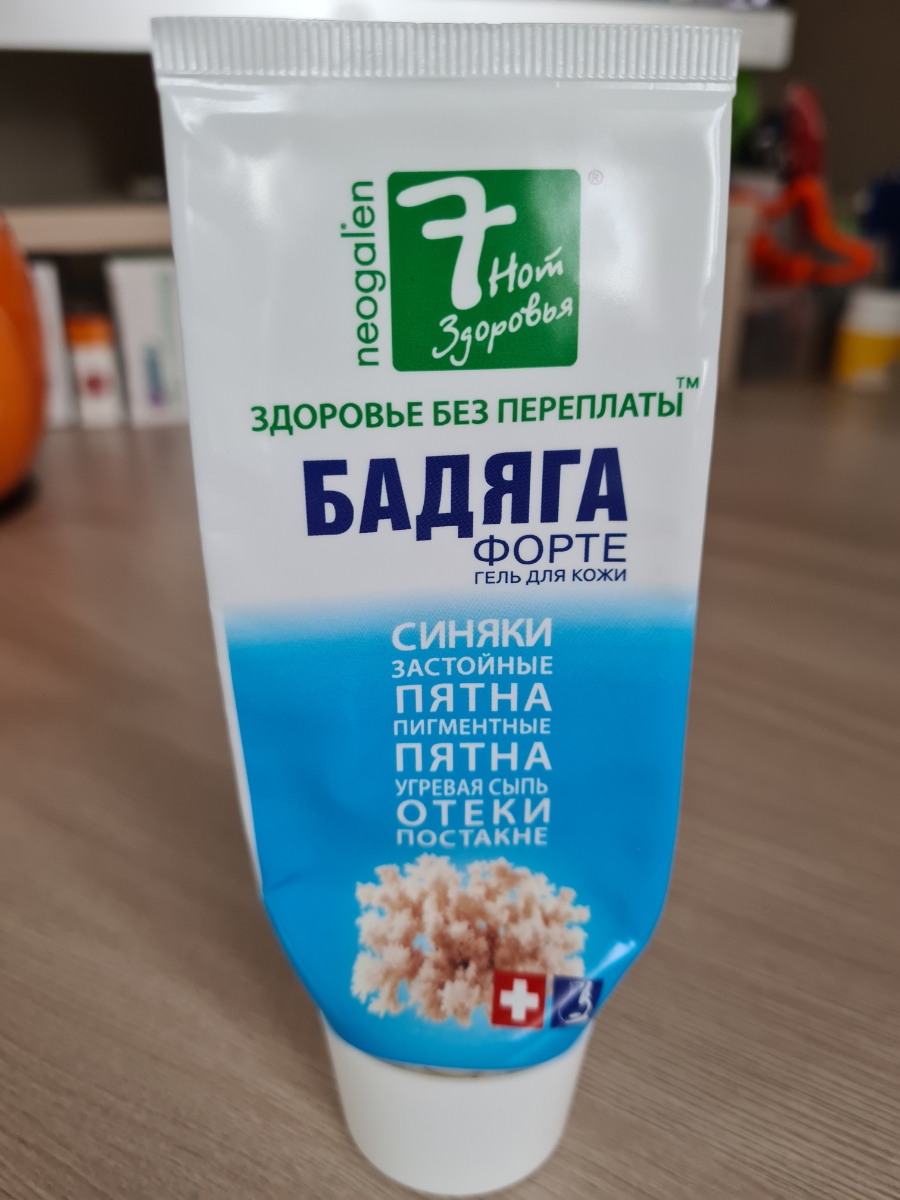 neogalen
7 Нот
Здоровья
®
ЗДОРОВЬЕ БЕЗ ПЕРЕПЛАТЫ™
БАДЯГА
ФОРТЕ
ГЕЛЬ ДЛЯ КОЖИ
СИНЯКИ
ЗАСТОЙНЫЕ
ПЯТНА
ПИГМЕНТНЫЕ
ПЯТНА
УГРЕВАЯ СЫПЬ
ОТЕКИ
ПОСТАКНЕ